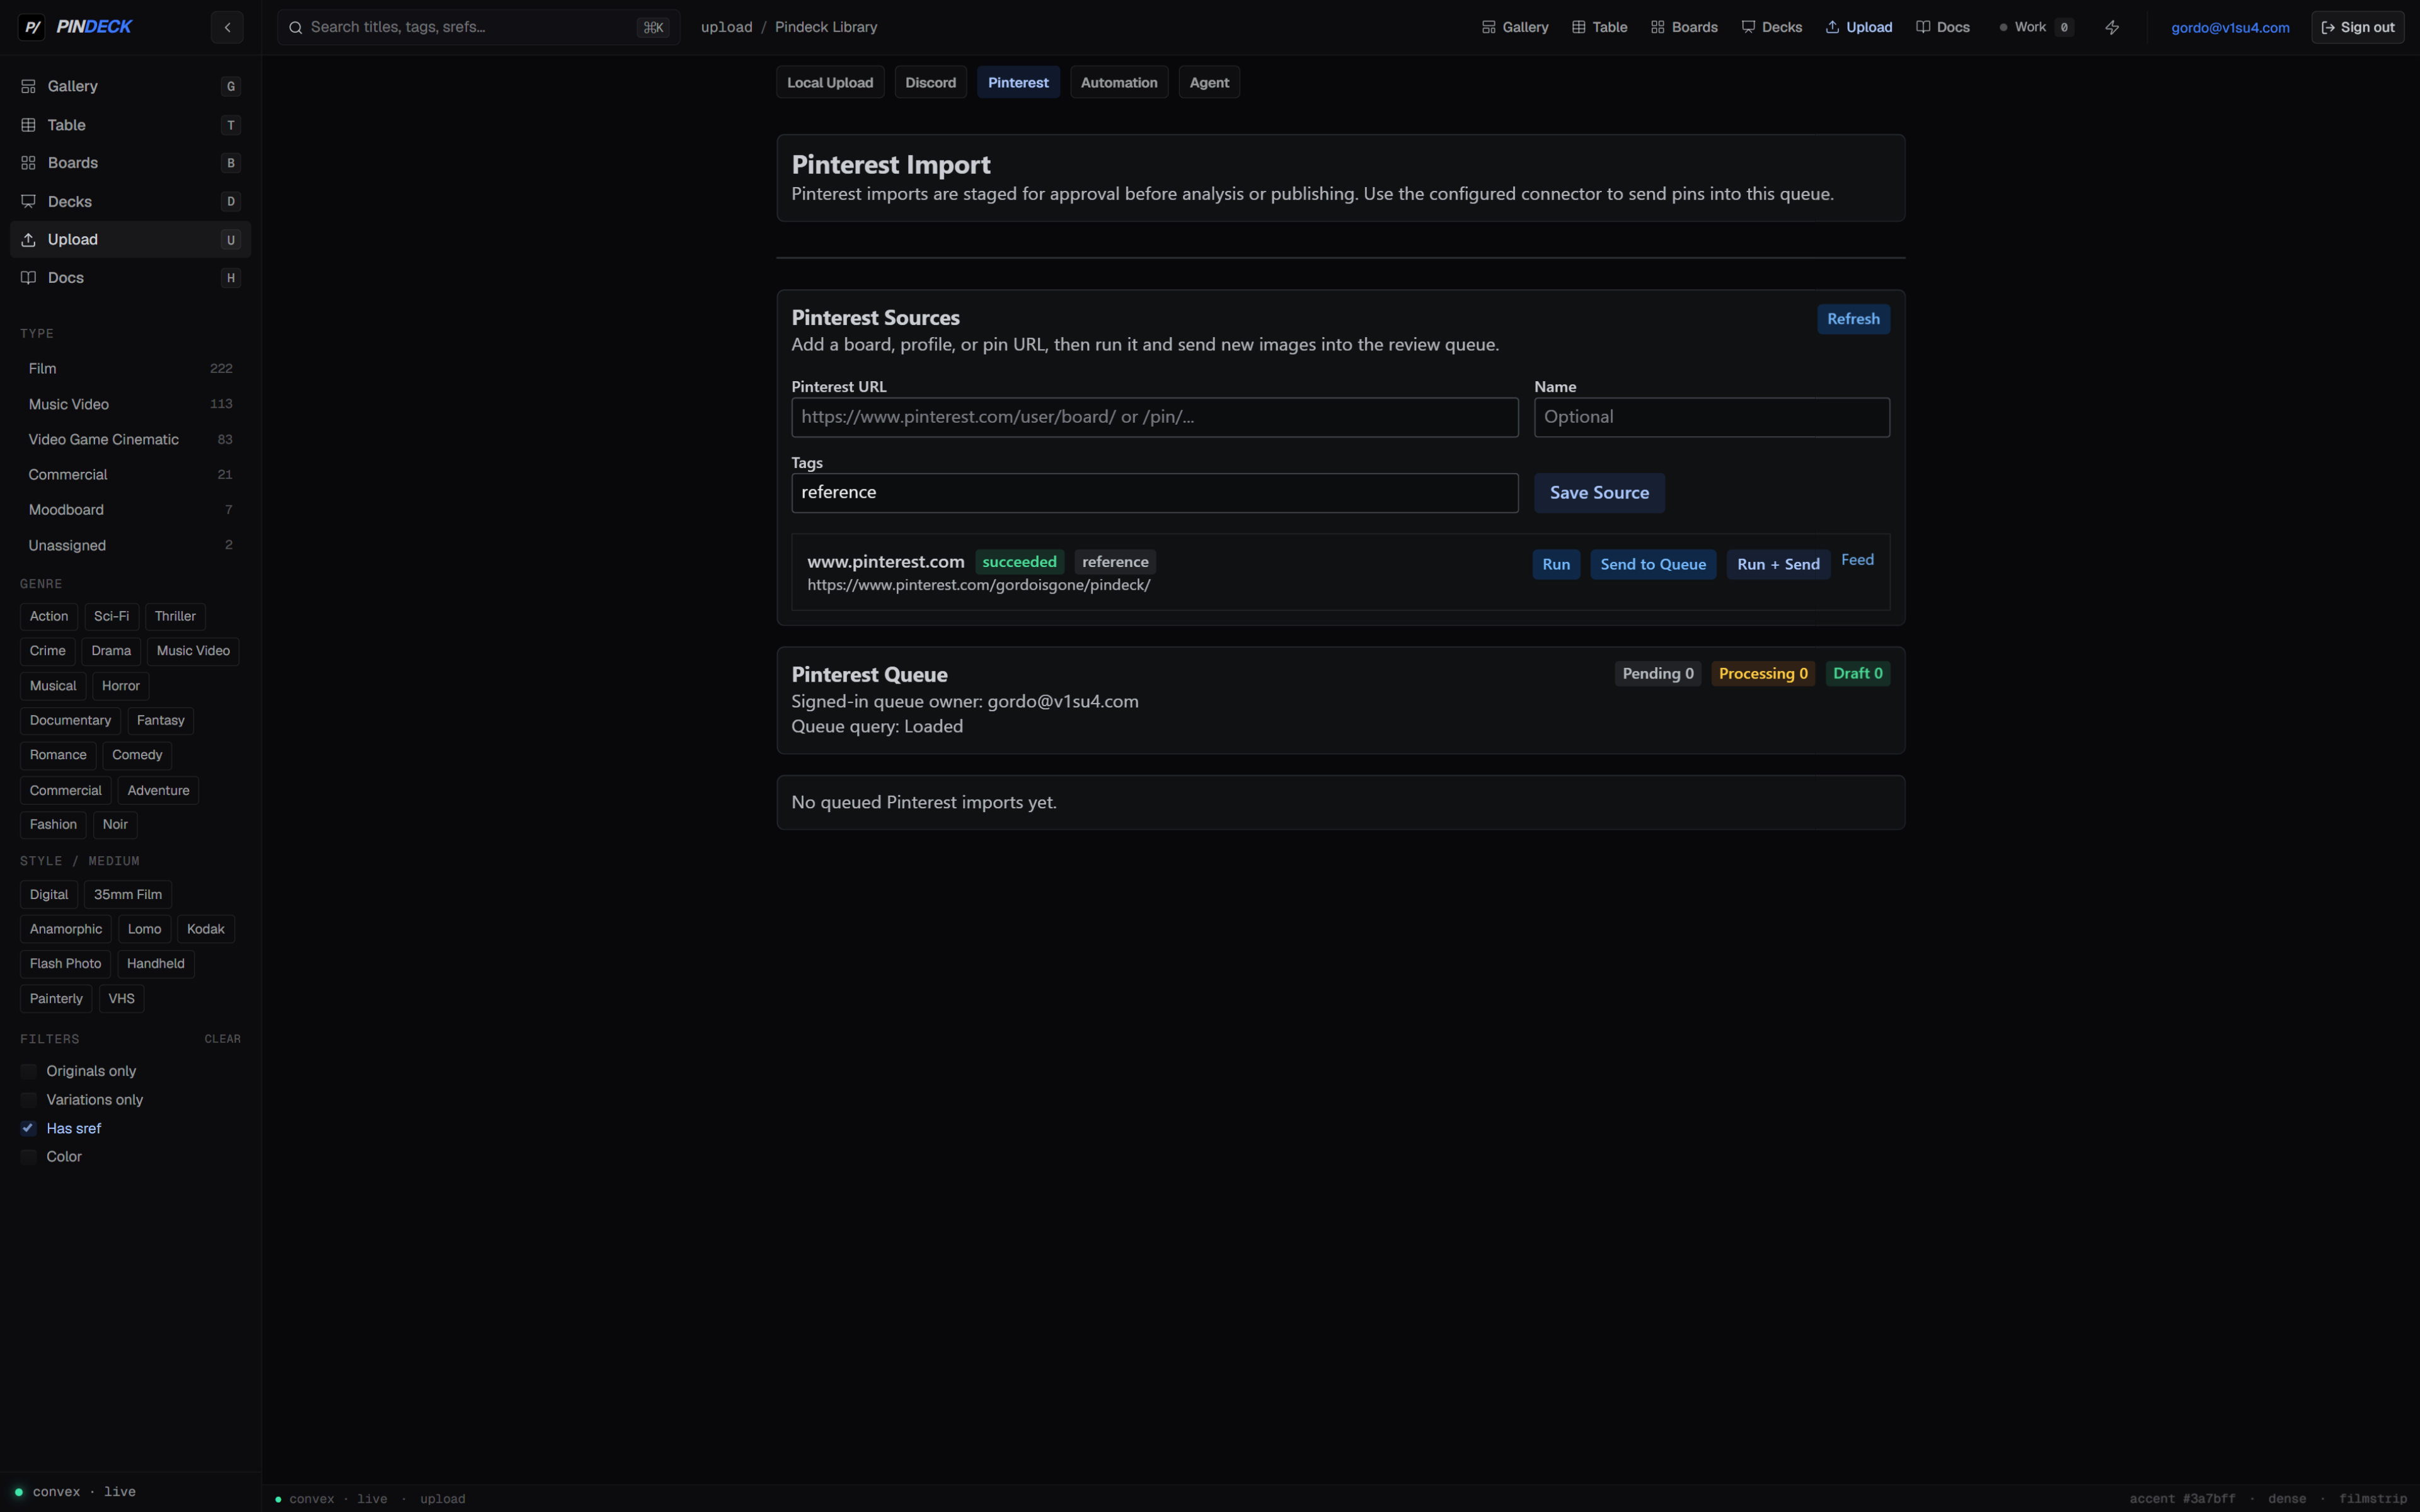 P/ PINDECK
Search titles, tags, srefs... ⌘K
upload / Pindeck Library
Gallery Table Boards Decks Upload Docs Work 0
gordo@v1su4.com
Sign out
Gallery G
Table T
Boards B
Decks D
Upload U
Docs H
TYPE
Film 222
Music Video 113
Video Game Cinematic 83
Commercial 21
Moodboard 7
Unassigned 2
GENRE
Action Sci-Fi Thriller
Crime Drama Music Video
Musical Horror
Documentary Fantasy
Romance Comedy
Commercial Adventure
Fashion Noir
STYLE / MEDIUM
Digital 35mm Film
Anamorphic Lomo Kodak
Flash Photo Handheld
Painterly VHS
FILTERS CLEAR
Originals only
Variations only
Has sref
Color
convex · live
Local Upload Discord Pinterest Automation Agent
Pinterest Import
Pinterest imports are staged for approval before analysis or publishing. Use the configured connector to send pins into this queue.
Pinterest Sources Refresh
Add a board, profile, or pin URL, then run it and send new images into the review queue.
Pinterest URL Name
https://www.pinterest.com/user/board/ or /pin/... Optional
Tags
reference Save Source
www.pinterest.com succeeded reference Run Send to Queue Run + Send Feed
https://www.pinterest.com/gordoisgone/pindeck/
Pinterest Queue Pending 0 Processing 0 Draft 0
Signed-in queue owner: gordo@v1su4.com
Queue query: Loaded
No queued Pinterest imports yet.
convex · live · upload
accent #3a7bff · dense · filmstrip